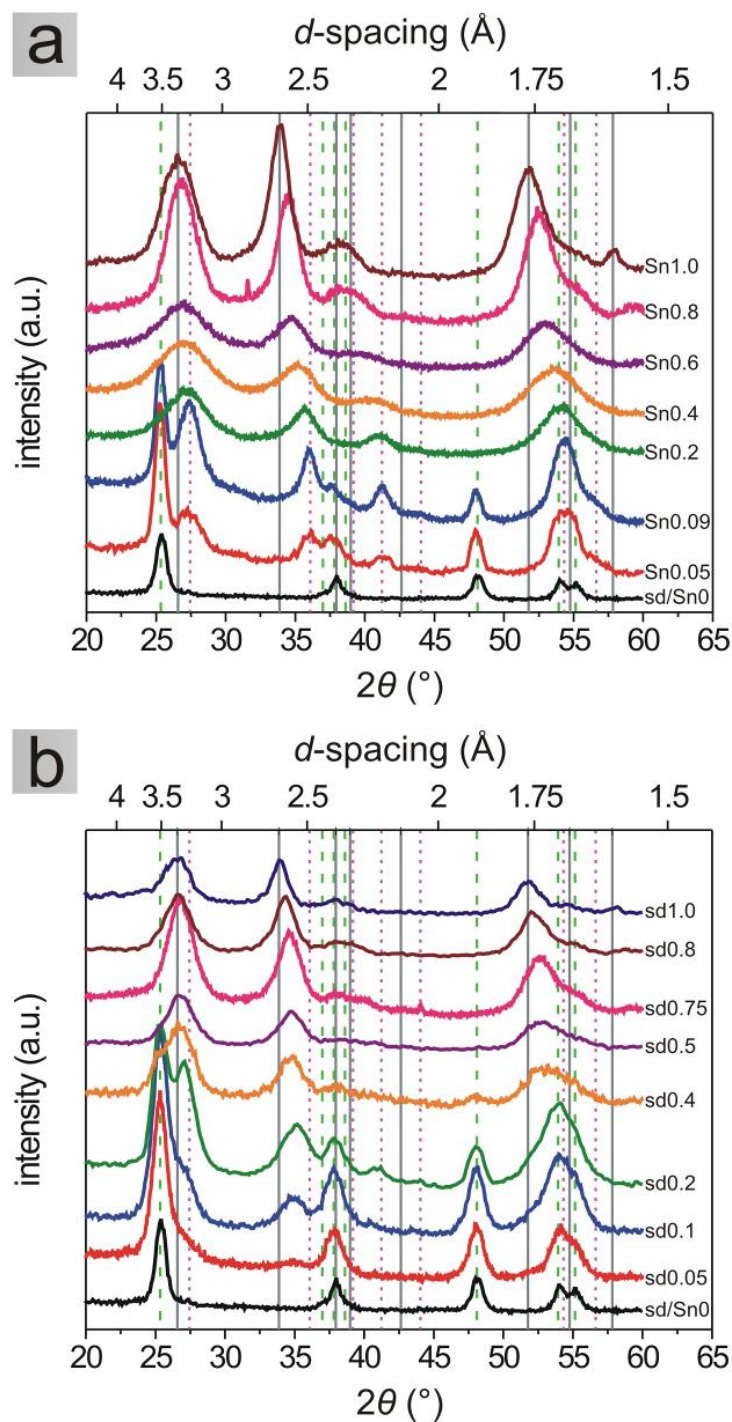 a
d-spacing (Å)
4 3.5 3 2.5 2 1.75 1.5
intensity (a.u.)
Sn1.0
Sn0.8
Sn0.6
Sn0.4
Sn0.2
Sn0.09
Sn0.05
sd/Sn0
20 25 30 35 40 45 50 55 60 65
2θ (°)
b
d-spacing (Å)
4 3.5 3 2.5 2 1.75 1.5
intensity (a.u.)
sd1.0
sd0.8
sd0.75
sd0.5
sd0.4
sd0.2
sd0.1
sd0.05
sd/Sn0
20 25 30 35 40 45 50 55 60 65
2θ (°)